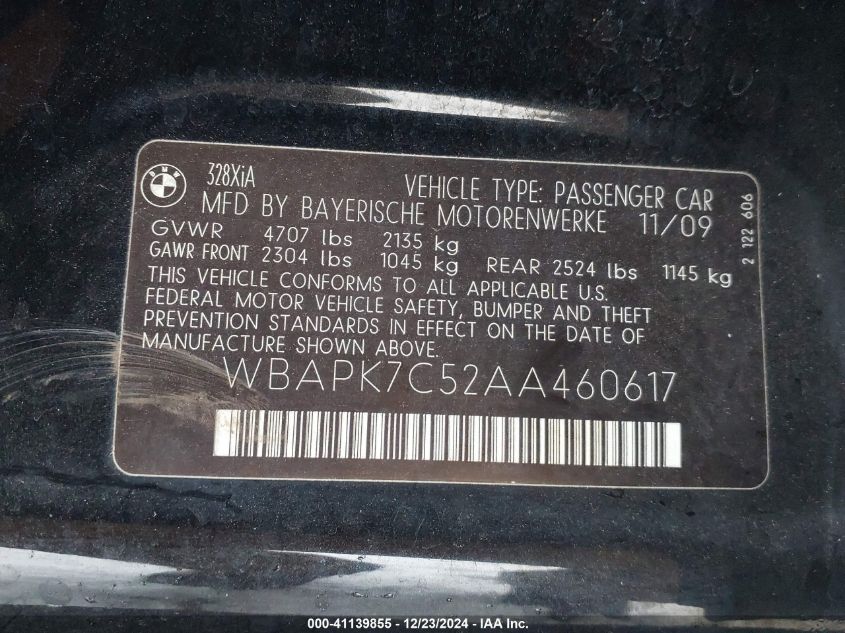 BMW
328XiA
VEHICLE TYPE: PASSENGER CAR
MFD BY BAYERISCHE MOTORENWERKE 11/09
GVWR 4707 lbs 2135 kg
GAWR FRONT 2304 lbs 1045 kg REAR 2524 lbs 1145 kg
THIS VEHICLE CONFORMS TO ALL APPLICABLE U.S.
FEDERAL MOTOR VEHICLE SAFETY, BUMPER AND THEFT
PREVENTION STANDARDS IN EFFECT ON THE DATE OF
MANUFACTURE SHOWN ABOVE.
WBAPK7C52AA460617
2 122 606
000-41139855 - 12/23/2024 - IAAI.COM